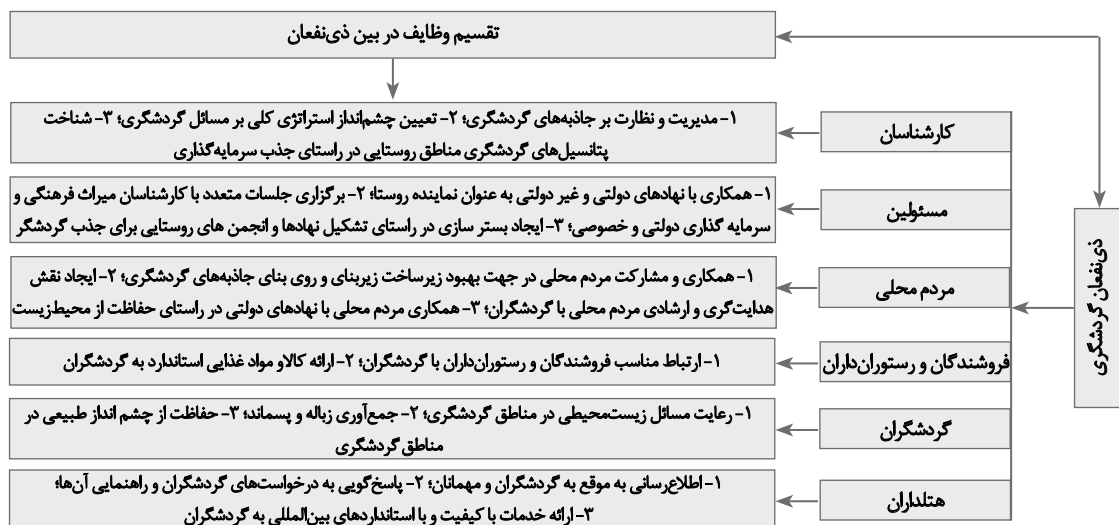 تقسیم وظایف در بین ذی‌نفعان
ذی‌نفعان گردشگری
کارشناسان
۱- مدیریت و نظارت بر جاذبه‌های گردشگری؛ ۲- تعیین چشم‌انداز استراتژی کلی بر مسائل گردشگری؛ ۳- شناخت
پتانسیل‌های گردشگری مناطق روستایی در راستای جذب سرمایه‌گذاری
مسئولین
۱- همکاری با نهادهای دولتی و غیر دولتی به عنوان نماینده روستا؛ ۲- برگزاری جلسات متعدد با کارشناسان میراث فرهنگی و
سرمایه گذاری دولتی و خصوصی؛ ۳- ایجاد بستر سازی در راستای تشکیل نهادها و انجمن های روستایی برای جذب گردشگر
مردم محلی
۱- همکاری و مشارکت مردم محلی در جهت بهبود زیرساخت زیربنای و روی بنای جاذبه‌های گردشگری؛ ۲- ایجاد نقش
هدایت‌گری و ارشادی مردم محلی با گردشگران؛ ۳- همکاری مردم محلی با نهادهای دولتی در راستای حفاظت از محیط‌زیست
فروشندگان و رستوران‌داران
۱- ارتباط مناسب فروشندگان و رستوران‌داران با گردشگران؛ ۲- ارائه کالاو مواد غذایی استاندارد به گردشگران
گردشگران
۱- رعایت مسائل زیست‌محیطی در مناطق گردشگری؛ ۲- جمع‌آوری زباله و پسماند؛ ۳- حفاظت از چشم انداز طبیعی در
مناطق گردشگری
هتلداران
۱- اطلاع‌رسانی به موقع به گردشگران و مهمانان؛ ۲- پاسخ‌گویی به درخواست‌های گردشگران و راهنمایی آن‌ها؛
۳- ارائه خدمات با کیفیت و با استانداردهای بین‌المللی به گردشگران